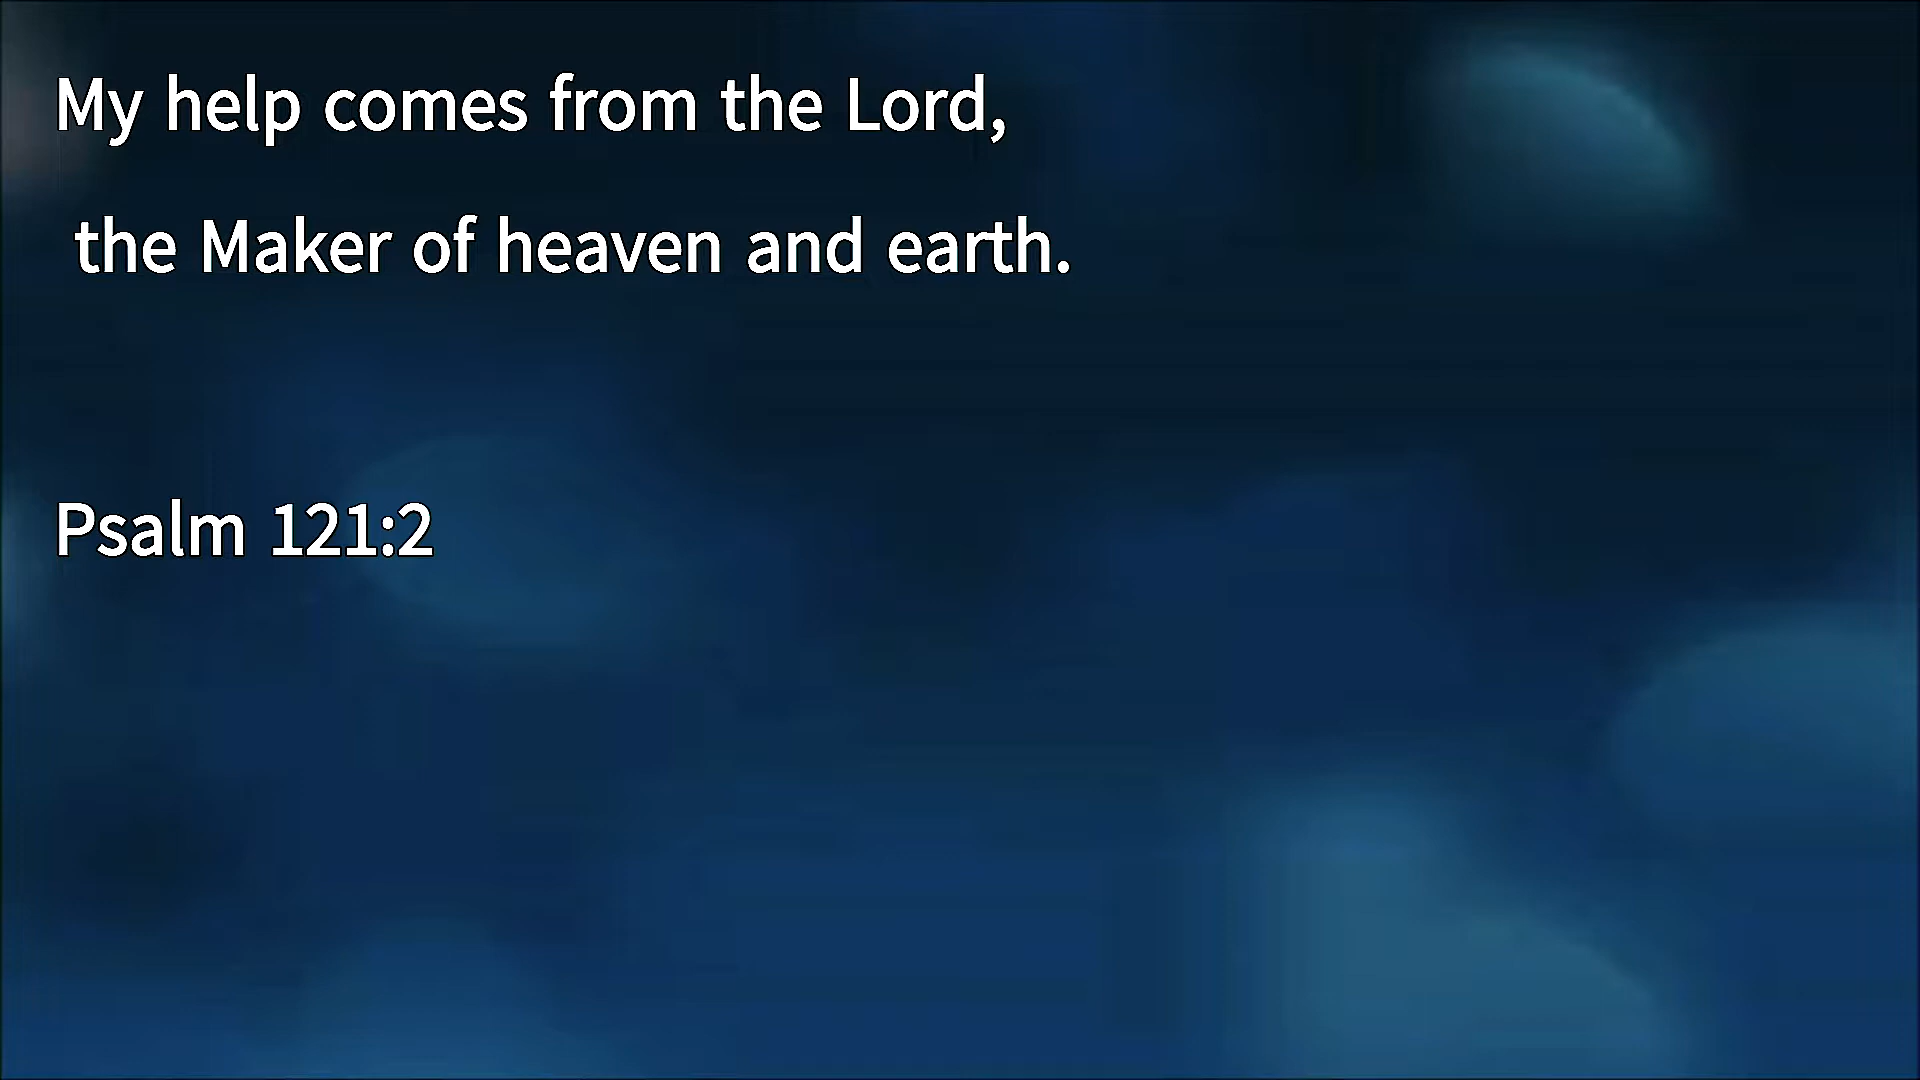 My help comes from the Lord,
the Maker of heaven and earth.
Psalm 121:2